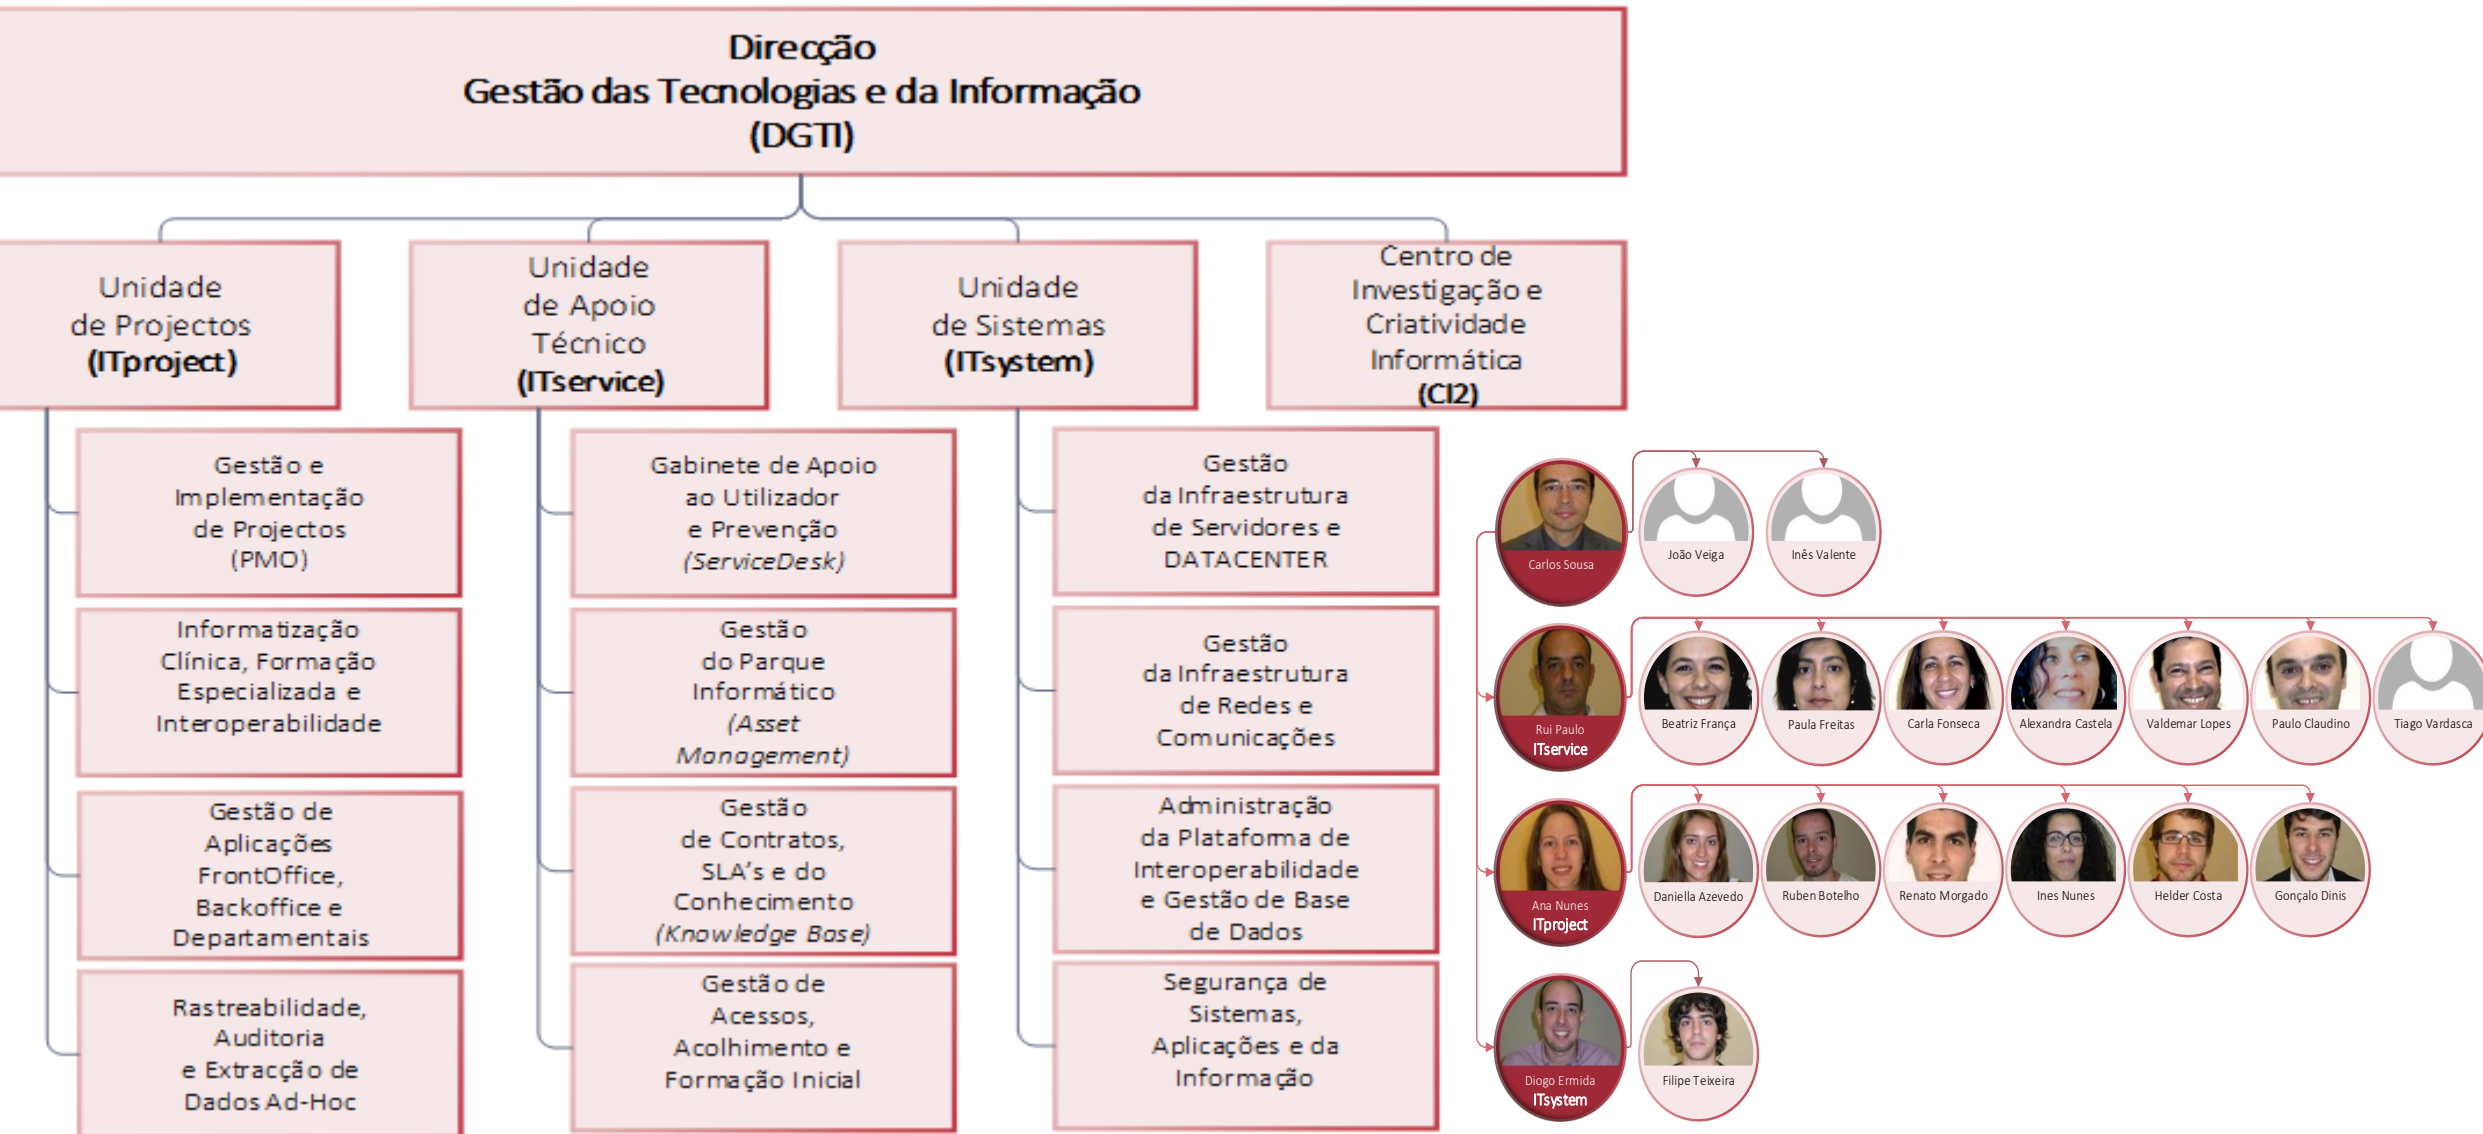 Direcção
Gestão das Tecnologias e da Informação
(DGTI)
Unidade
de Projectos
(ITproject)
Unidade
de Apoio
Técnico
(ITservice)
Unidade
de Sistemas
(ITsystem)
Centro de
Investigação e
Criatividade
Informática
(CI2)
Gestão e
Implementação
de Projectos
(PMO)
Informatização
Clínica, Formação
Especializada e
Interoperabilidade
Gestão de
Aplicações
FrontOffice,
Backoffice e
Departamentais
Rastreabilidade,
Auditoria
e Extracção de
Dados Ad-Hoc
Gabinete de Apoio
ao Utilizador
e Prevenção
(ServiceDesk)
Gestão
do Parque
Informático
(Asset
Management)
Gestão
de Contratos,
SLA's e do
Conhecimento
(Knowledge Base)
Gestão de
Acessos,
Acolhimento e
Formação Inicial
Gestão
da Infraestrutura
de Servidores e
DATACENTER
Gestão
da Infraestrutura
de Redes e
Comunicações
Administração
da Plataforma de
Interoperabilidade
e Gestão de Base
de Dados
Segurança de
Sistemas,
Aplicações e da
Informação
Carlos Sousa
João Veiga
Inês Valente
Rui Paulo
ITservice
Beatriz França
Paula Freitas
Carla Fonseca
Alexandra Castela
Valdemar Lopes
Paulo Claudino
Tiago Vardasca
Ana Nunes
ITproject
Daniella Azevedo
Ruben Botelho
Renato Morgado
Ines Nunes
Helder Costa
Gonçalo Dinis
Diogo Ermida
ITsystem
Filipe Teixeira